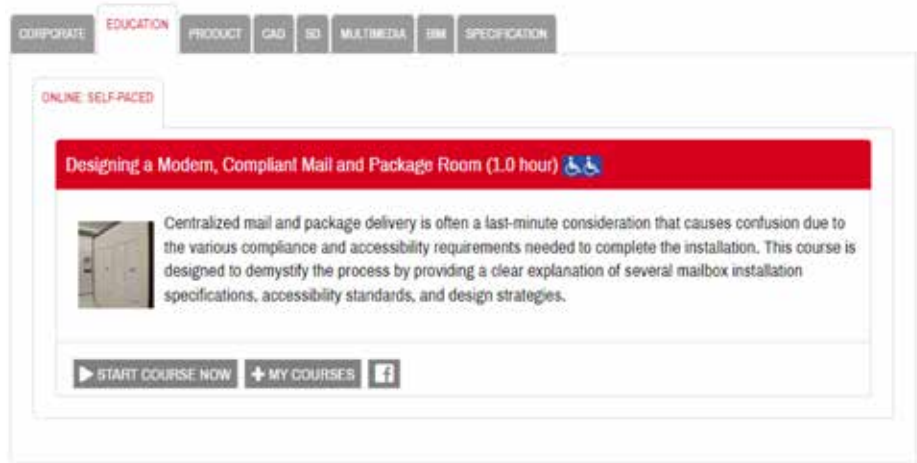 CORPORATE EDUCATION PRODUCT CAD SD MULTIMEDIA BIM SPECIFICATION
ONLINE: SELF-PACED
Designing a Modern, Compliant Mail and Package Room (1.0 hour)
Centralized mail and package delivery is often a last-minute consideration that causes confusion due to
the various compliance and accessibility requirements needed to complete the installation. This course is
designed to demystify the process by providing a clear explanation of several mailbox installation
specifications, accessibility standards, and design strategies.
START COURSE NOW + MY COURSES